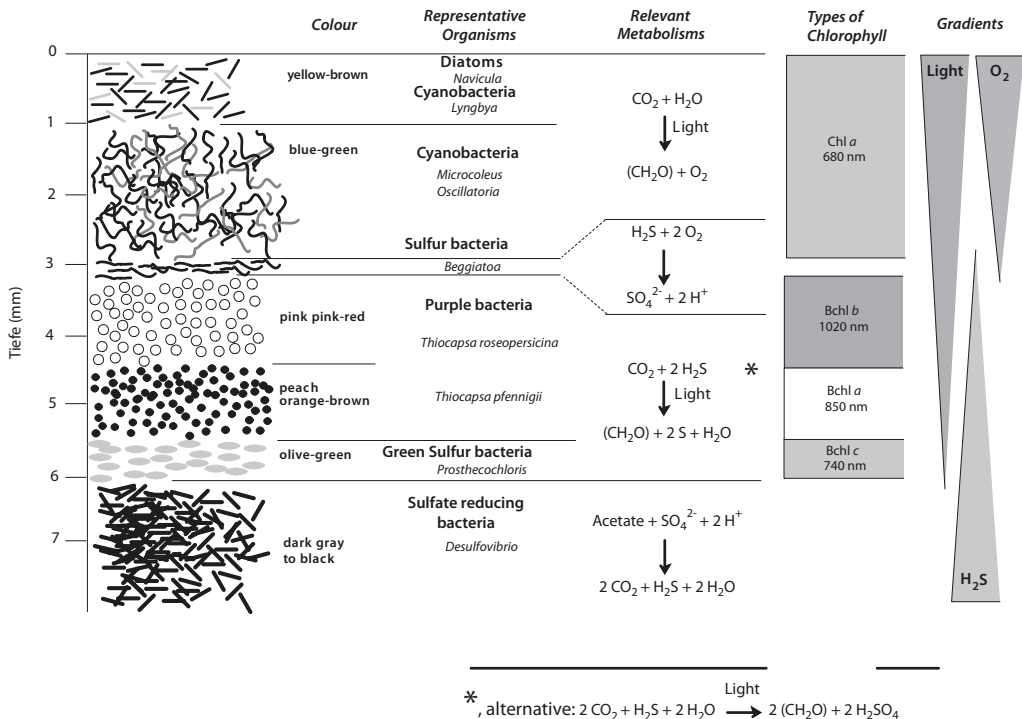 Colour
Representative
Organisms
Relevant
Metabolisms
Types of
Chlorophyll
Gradients
Tiefe (mm)
0
1
2
3
4
5
6
7
yellow-brown
blue-green
pink pink-red
peach
orange-brown
olive-green
dark gray
to black
Diatoms
Navicula
Cyanobacteria
Lyngbya
Cyanobacteria
Microcoleus
Oscillatoria
Sulfur bacteria
Beggiatoa
Purple bacteria
Thiocapsa roseopersicina
Thiocapsa pfennigii
Green Sulfur bacteria
Prosthecochloris
Sulfate reducing
bacteria
Desulfovibrio
CO₂ + H₂O
Light
(CH₂O) + O₂
H₂S + 2 O₂
SO₄²⁻ + 2 H⁺
CO₂ + 2 H₂S *
Light
(CH₂O) + 2 S + H₂O
Acetate + SO₄²⁻ + 2 H⁺
2 CO₂ + H₂S + 2 H₂O
Chl a
680 nm
Bchl b
1020 nm
Bchl a
850 nm
Bchl c
740 nm
Light
O₂
H₂S
Light
*, alternative: 2 CO₂ + H₂S + 2 H₂O → 2 (CH₂O) + 2 H₂SO₄